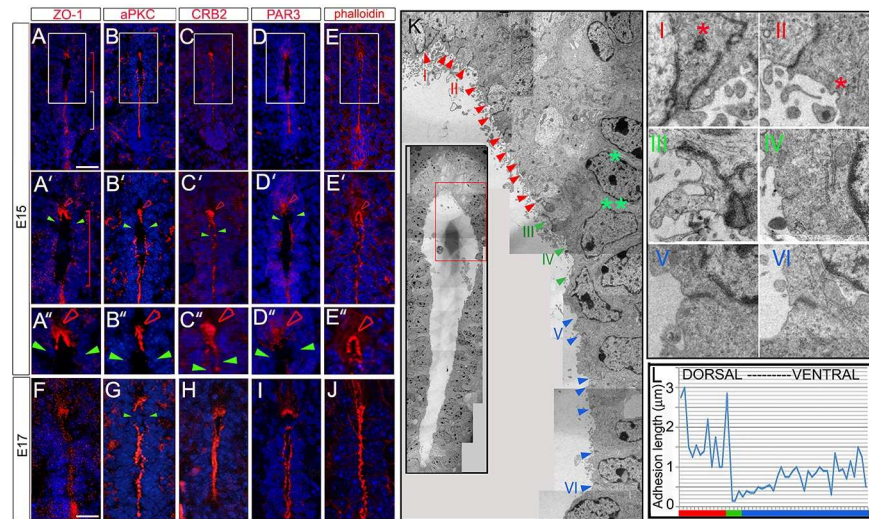 ZO-1 aPKC CRB2 PAR3 phalloidin
A B C D E
A' B' C' D' E'
A" B" C" D" E"
F G H I J
E15
E17
K
I
II
III
IV
V
VI
*
**
I * II *
III IV
V VI
L
DORSAL ---------- VENTRAL
Adhesion length (µm)
3
2
1
0